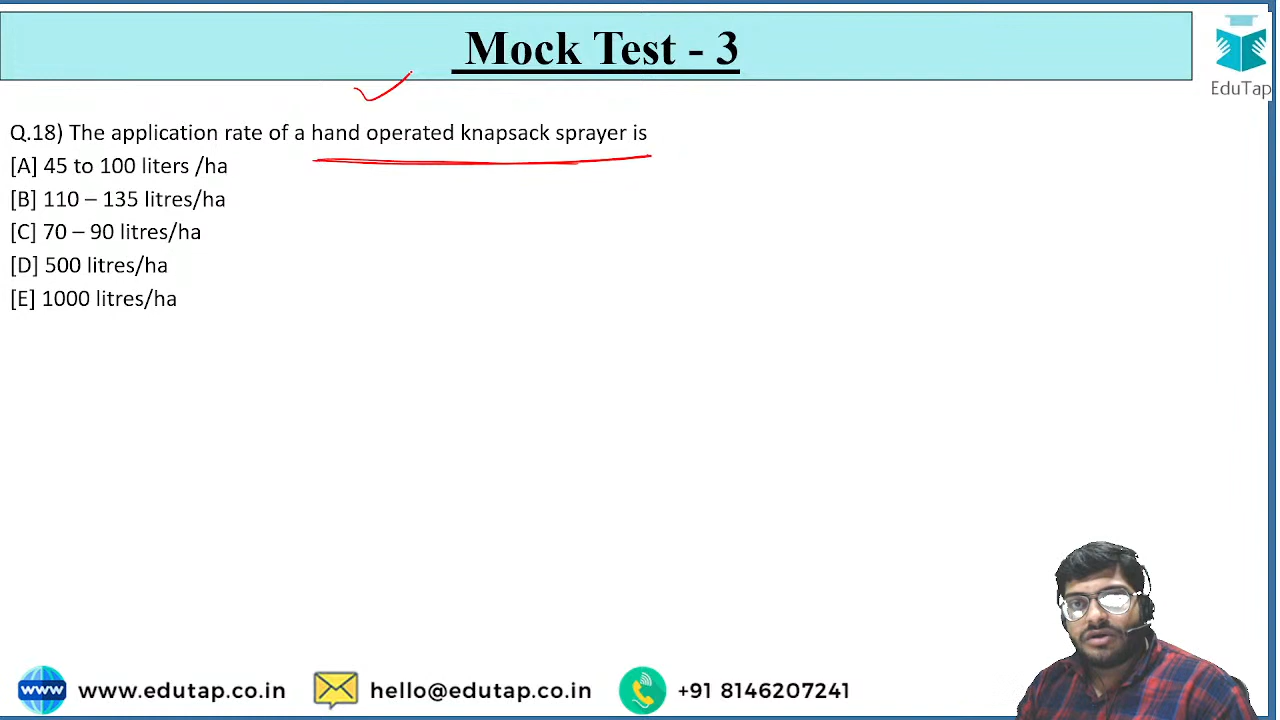 Mock Test - 3
EduTap
Q.18) The application rate of a hand operated knapsack sprayer is
[A] 45 to 100 liters /ha
[B] 110 – 135 litres/ha
[C] 70 – 90 litres/ha
[D] 500 litres/ha
[E] 1000 litres/ha
www www.edutap.co.in hello@edutap.co.in +91 8146207241